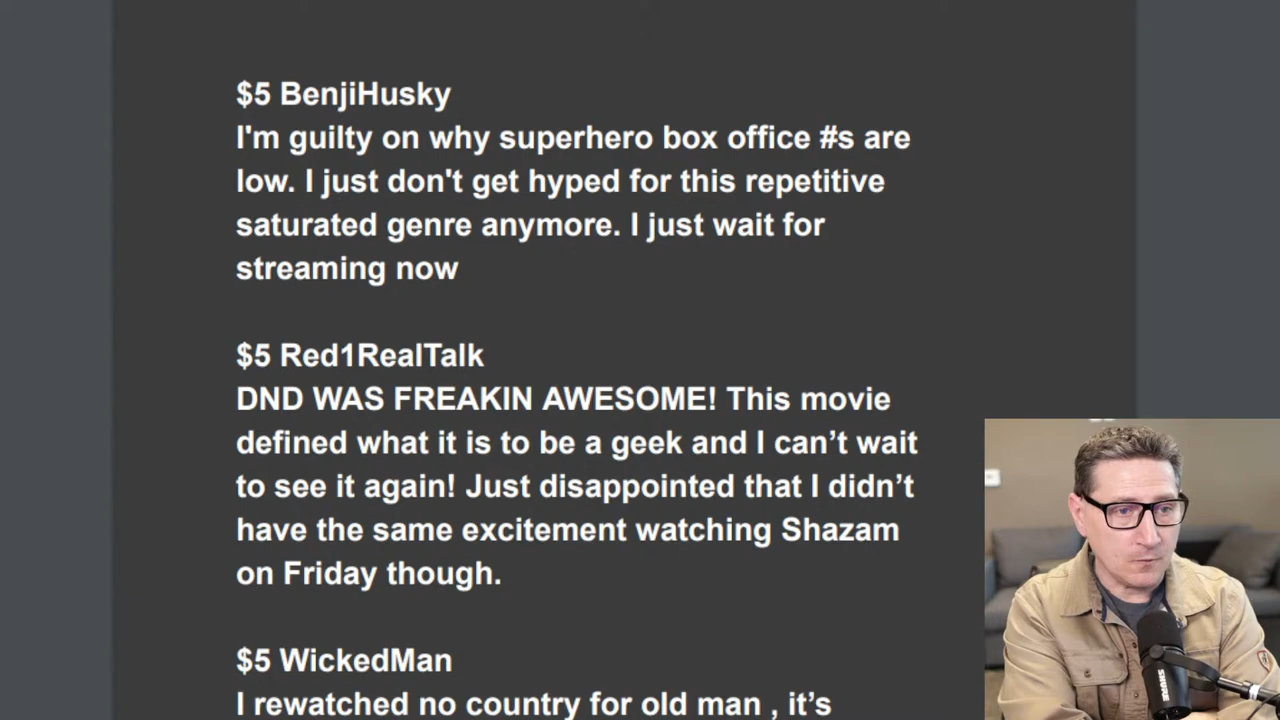 $5 BenjiHusky
I'm guilty on why superhero box office #s are
low. I just don't get hyped for this repetitive
saturated genre anymore. I just wait for
streaming now
$5 Red1RealTalk
DND WAS FREAKIN AWESOME! This movie
defined what it is to be a geek and I can’t wait
to see it again! Just disappointed that I didn’t
have the same excitement watching Shazam
on Friday though.
$5 WickedMan
I rewatched no country for old man , it’s
SHURE